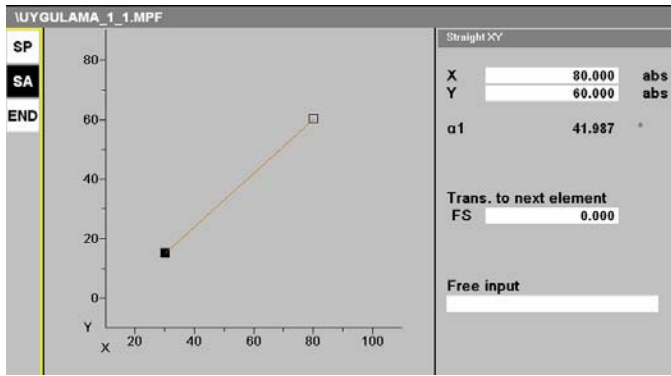 \UYGULAMA_1_1.MPF
SP
SA
END
80
60
40
20
0
Y
X
20
40
60
80
100
Straight XY
X 80.000 abs
Y 60.000 abs
α1 41.987 °
Trans. to next element
FS 0.000
Free input